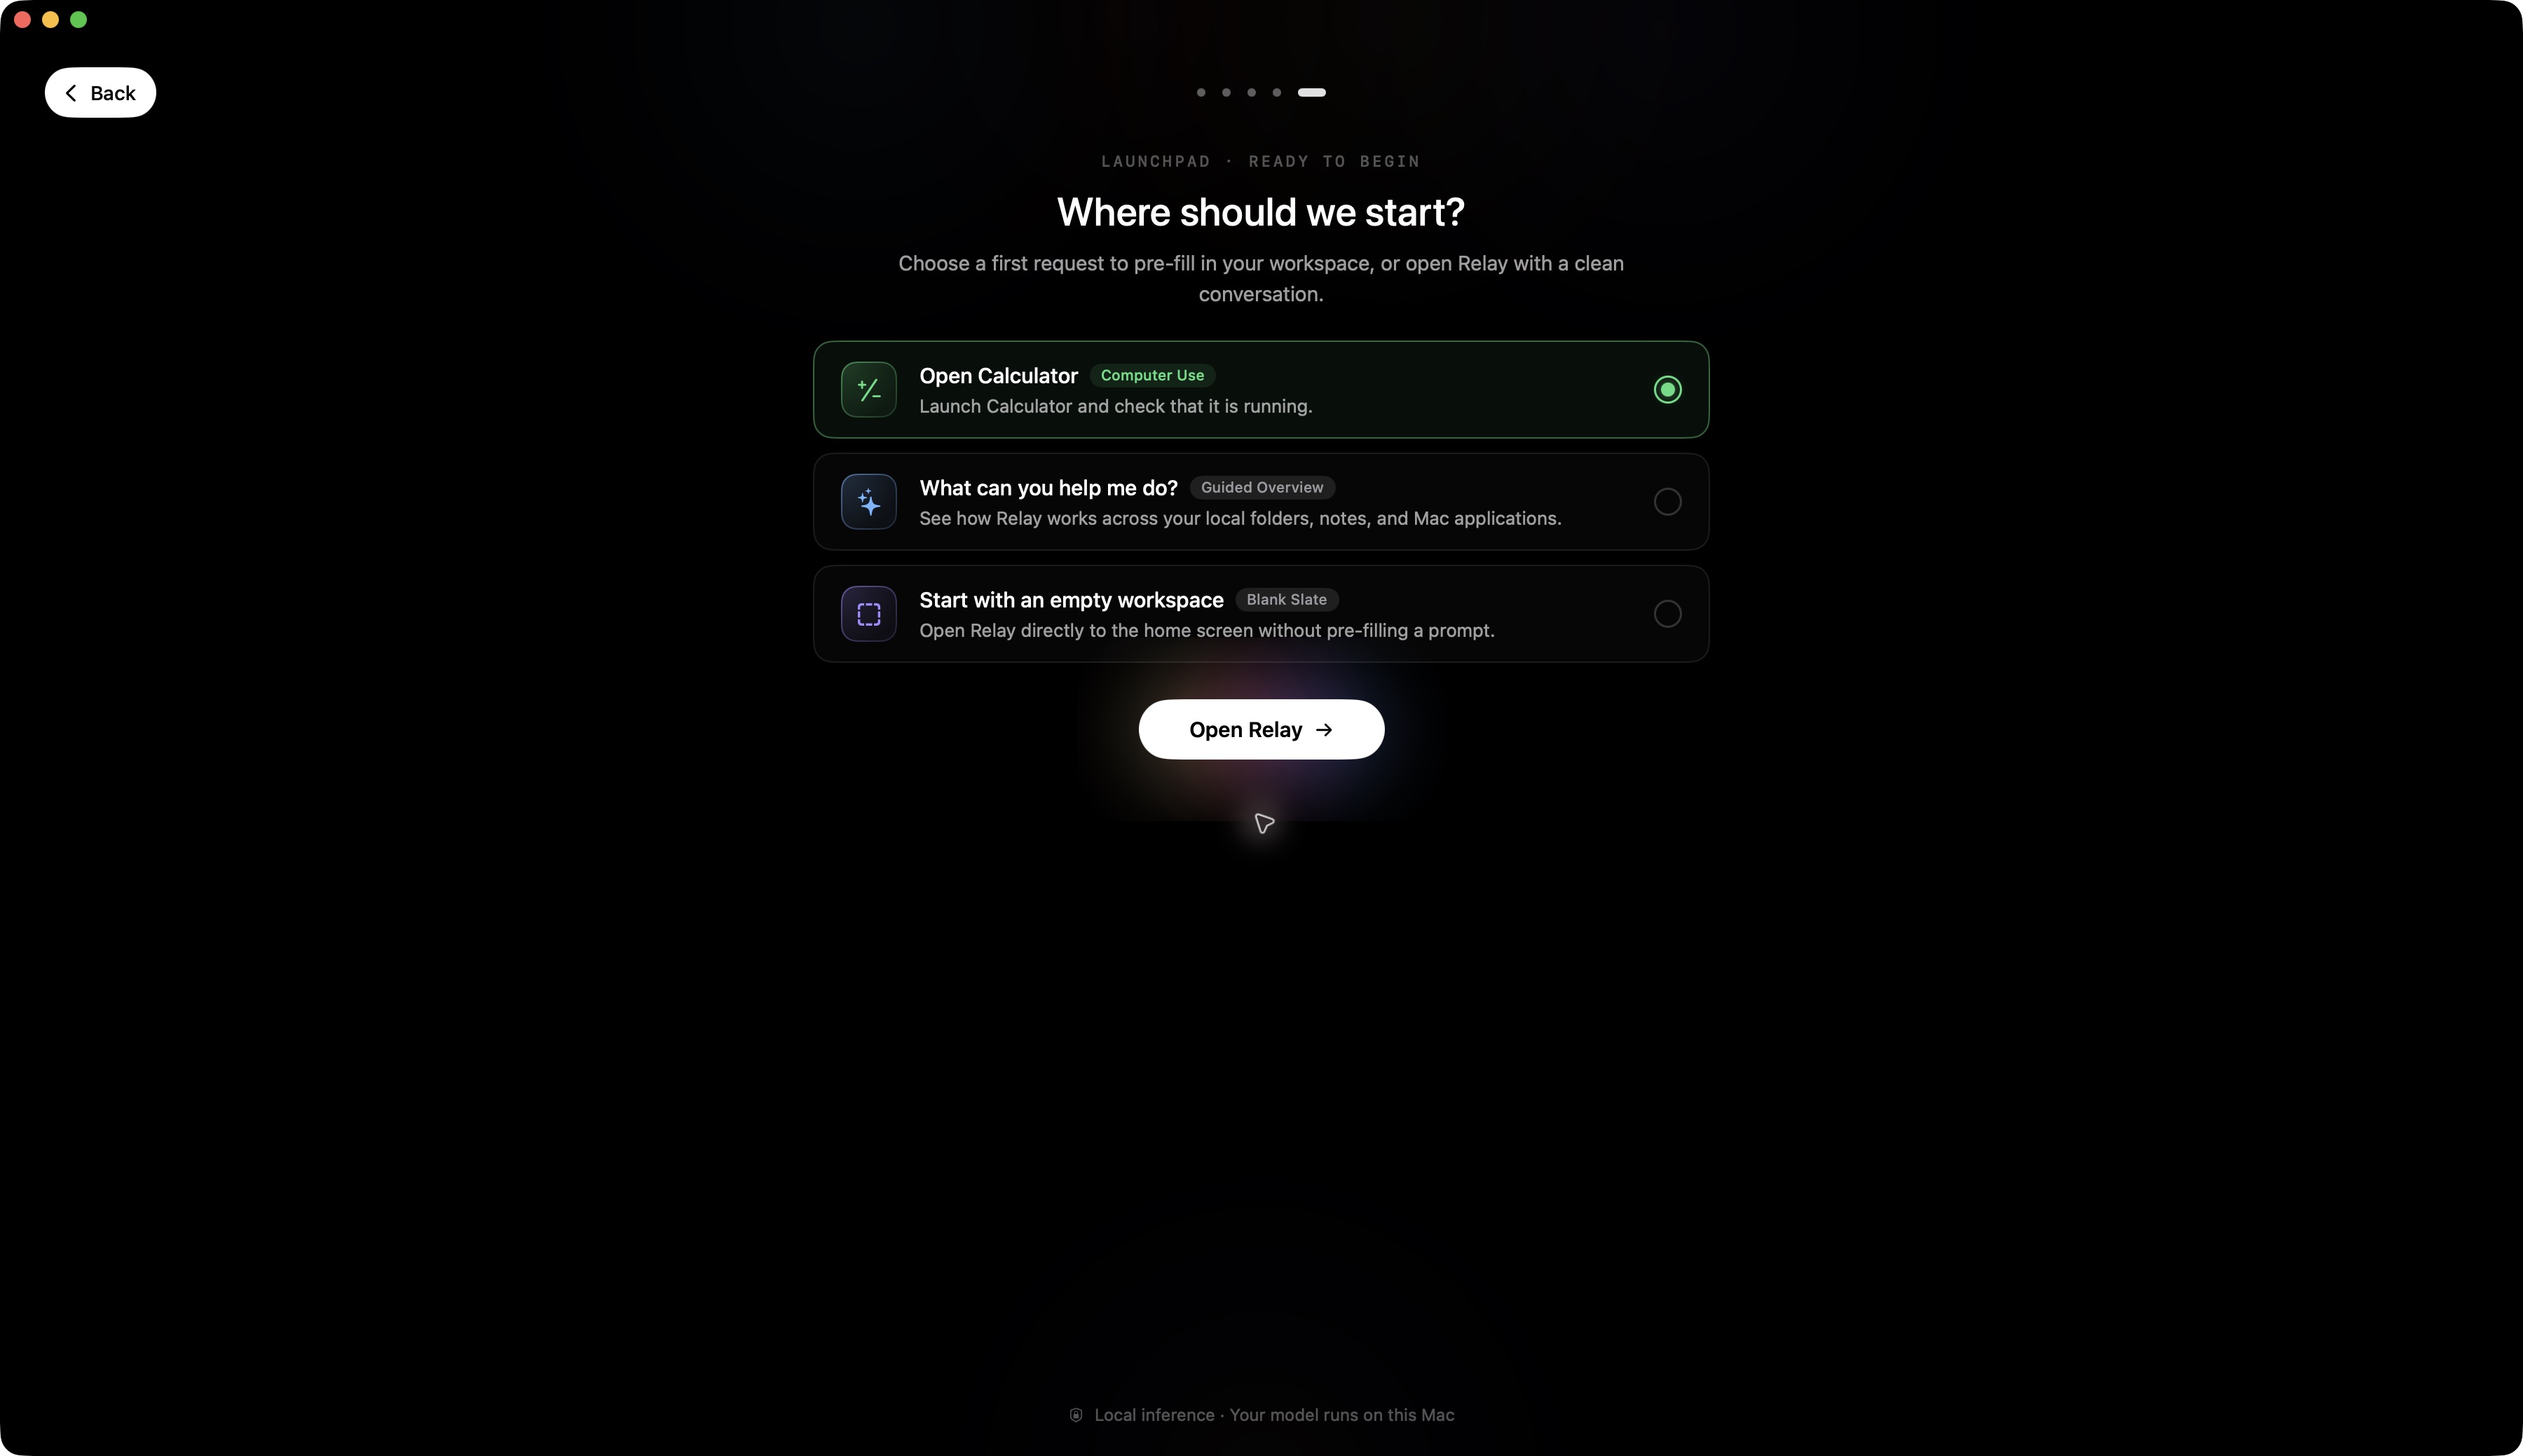 Back
LAUNCHPAD · READY TO BEGIN
Where should we start?
Choose a first request to pre-fill in your workspace, or open Relay with a clean
conversation.
Open Calculator Computer Use
Launch Calculator and check that it is running.
What can you help me do? Guided Overview
See how Relay works across your local folders, notes, and Mac applications.
Start with an empty workspace Blank Slate
Open Relay directly to the home screen without pre-filling a prompt.
Open Relay →
Local inference · Your model runs on this Mac